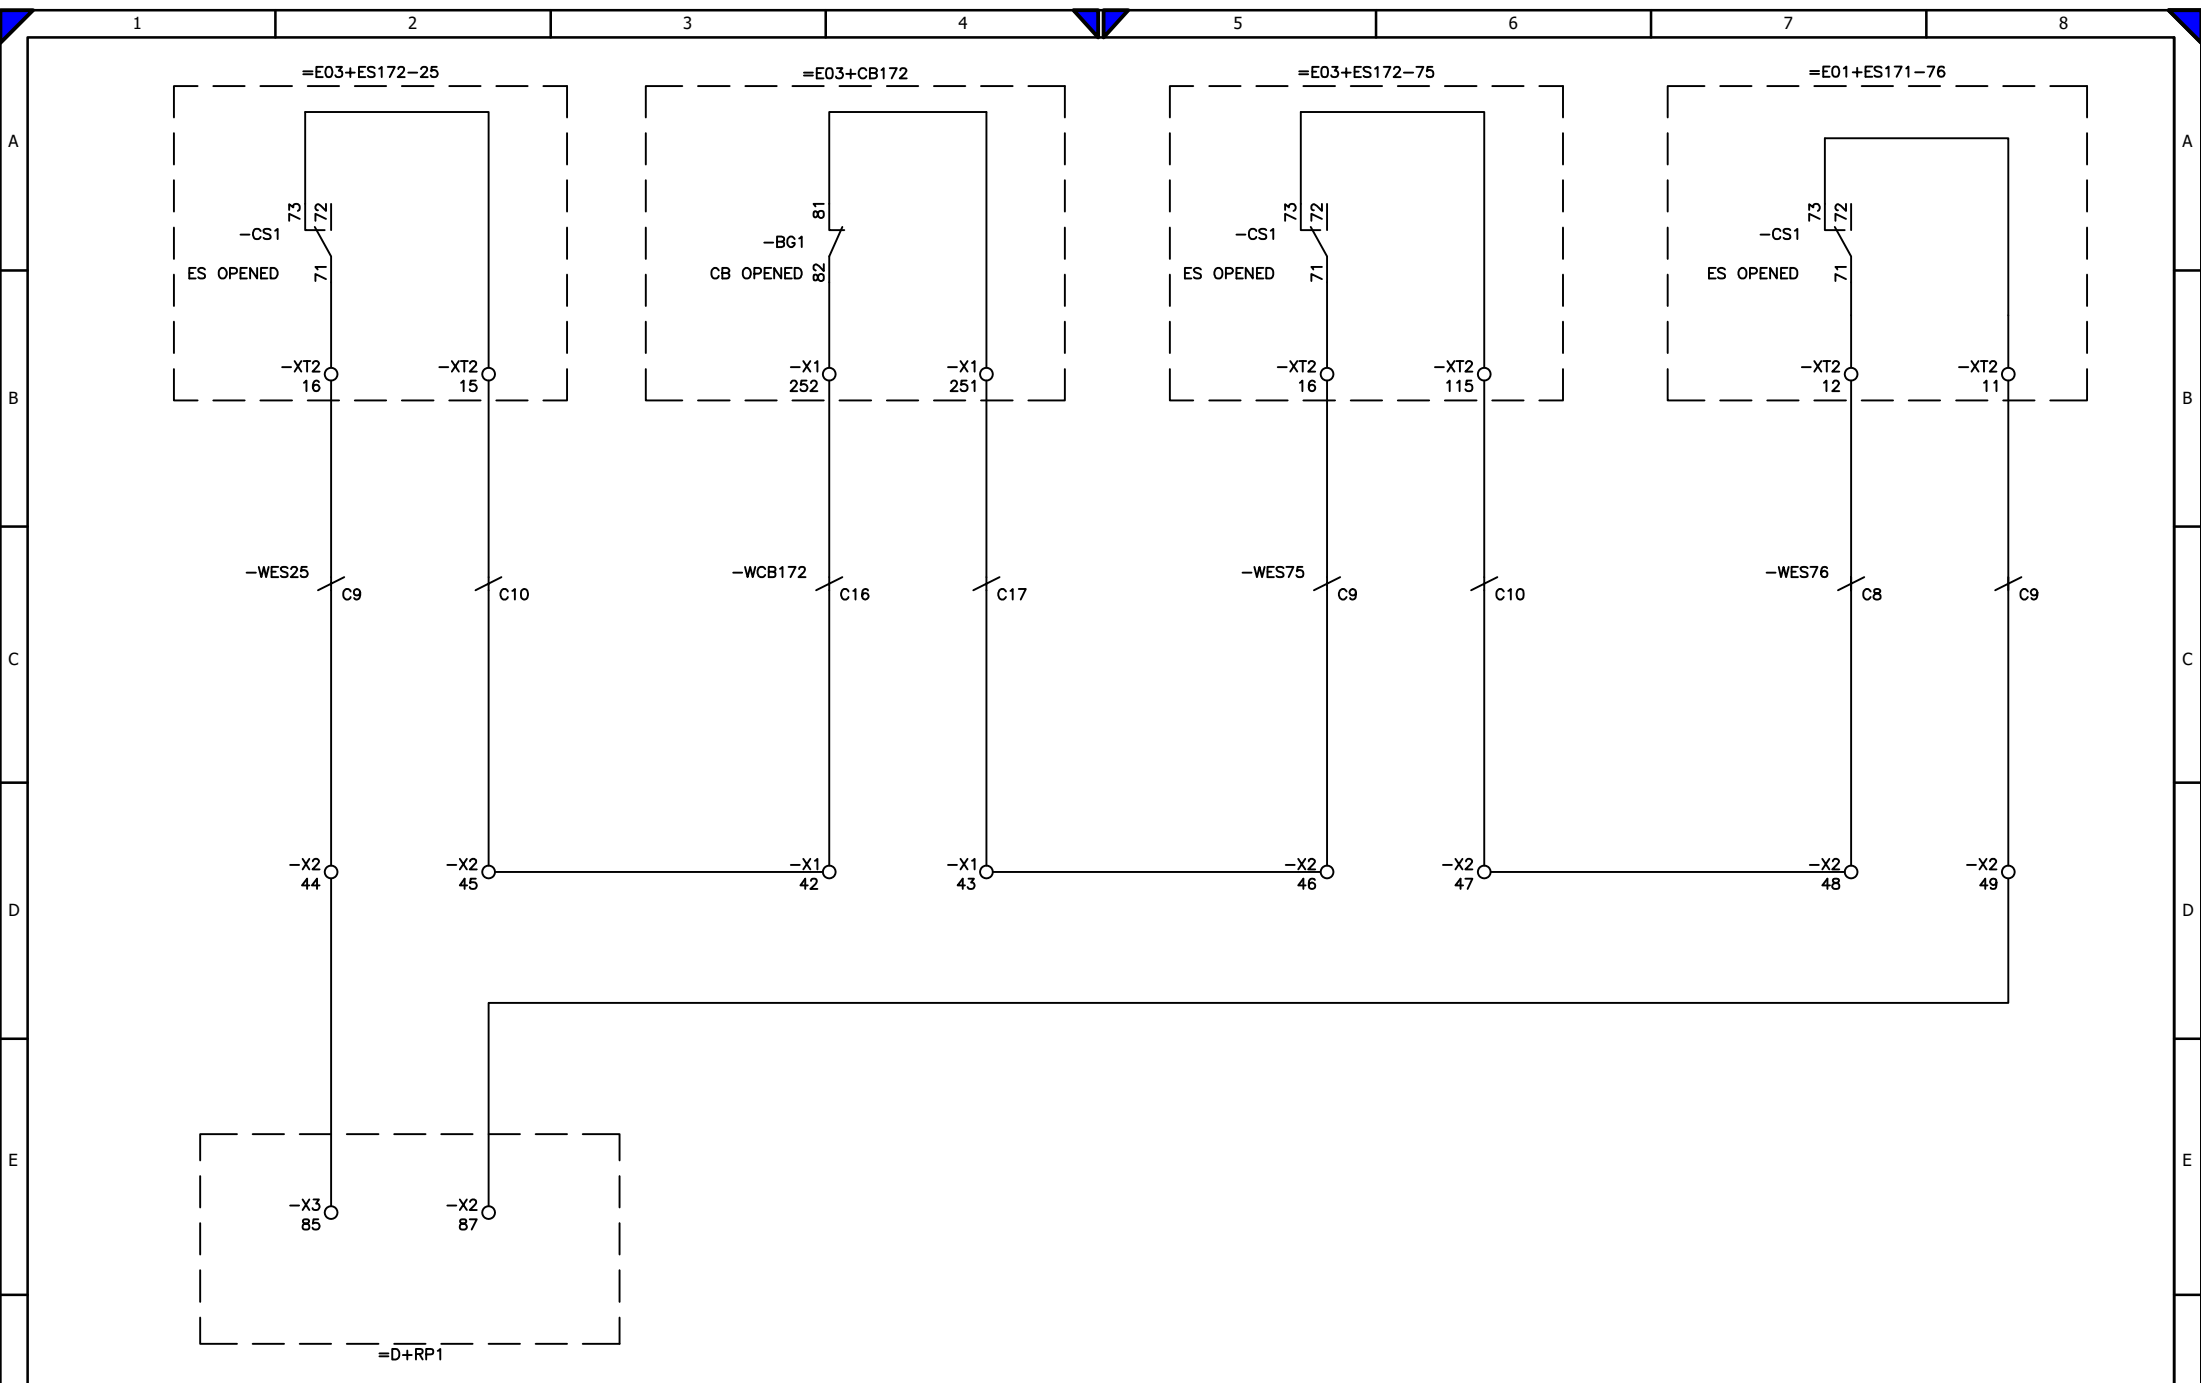 1 2 3 4 5 6 7 8
=E03+ES172-25 =E03+CB172 =E03+ES172-75 =E01+ES171-76
A A
73 72 81 73 72 73 72
-CS1 -BG1 -CS1 -CS1
ES OPENED 71 CB OPENED 82 ES OPENED 71 ES OPENED 71
-XT2 -XT2 -X1 -X1 -XT2 -XT2 -XT2 -XT2
16 15 252 251 16 115 12 11
B B
-WES25 -WCB172 -WES75 -WES76
C9 C10 C16 C17 C9 C10 C8 C9
C C
-X2 -X2 -X1 -X1 -X2 -X2 -X2 -X2
44 45 42 43 46 47 48 49
D D
E E
-X3 -X2
85 87
=D+RP1